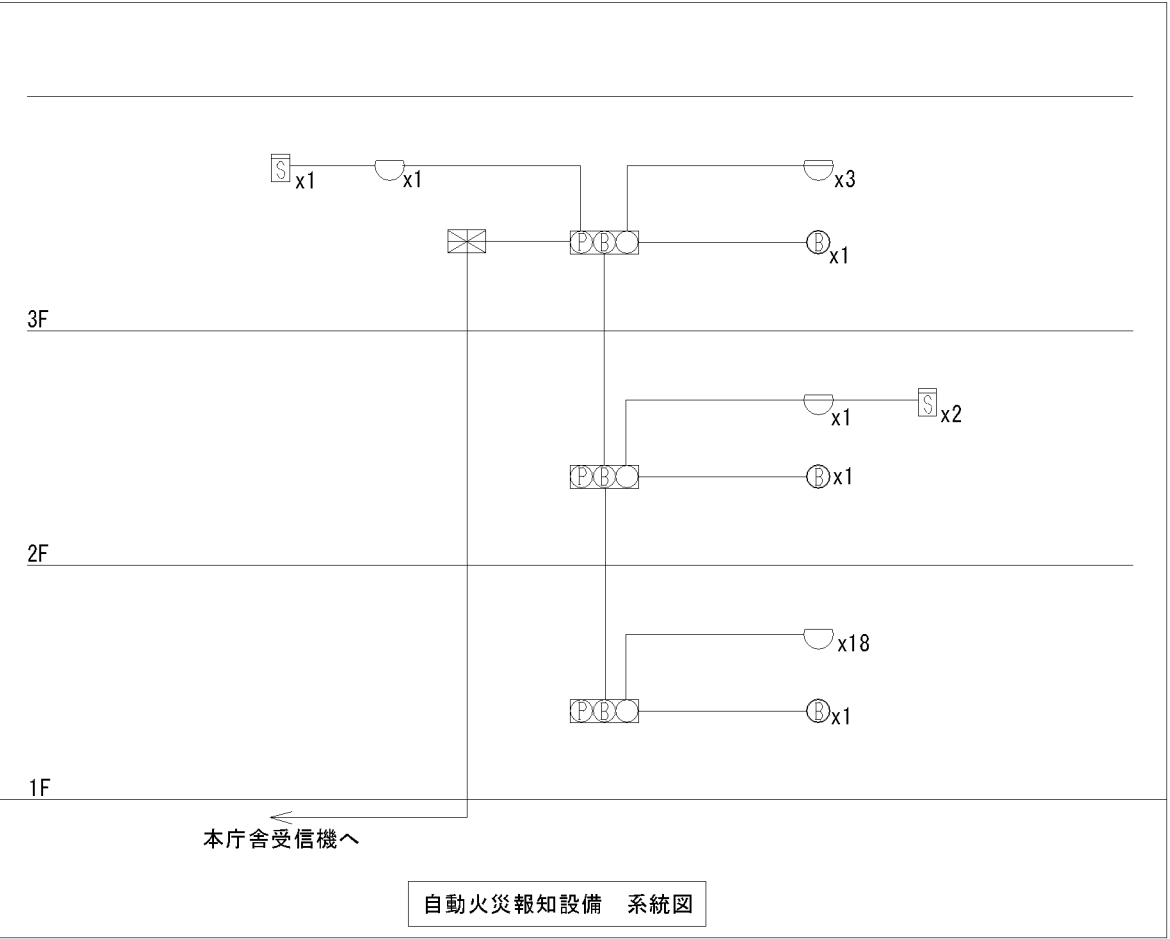 S x1 x1 x3
P B B x1
3F
x1 S x2
P B B x1
2F
x18
P B B x1
1F
本庁舎受信機へ
自動火災報知設備 系統図